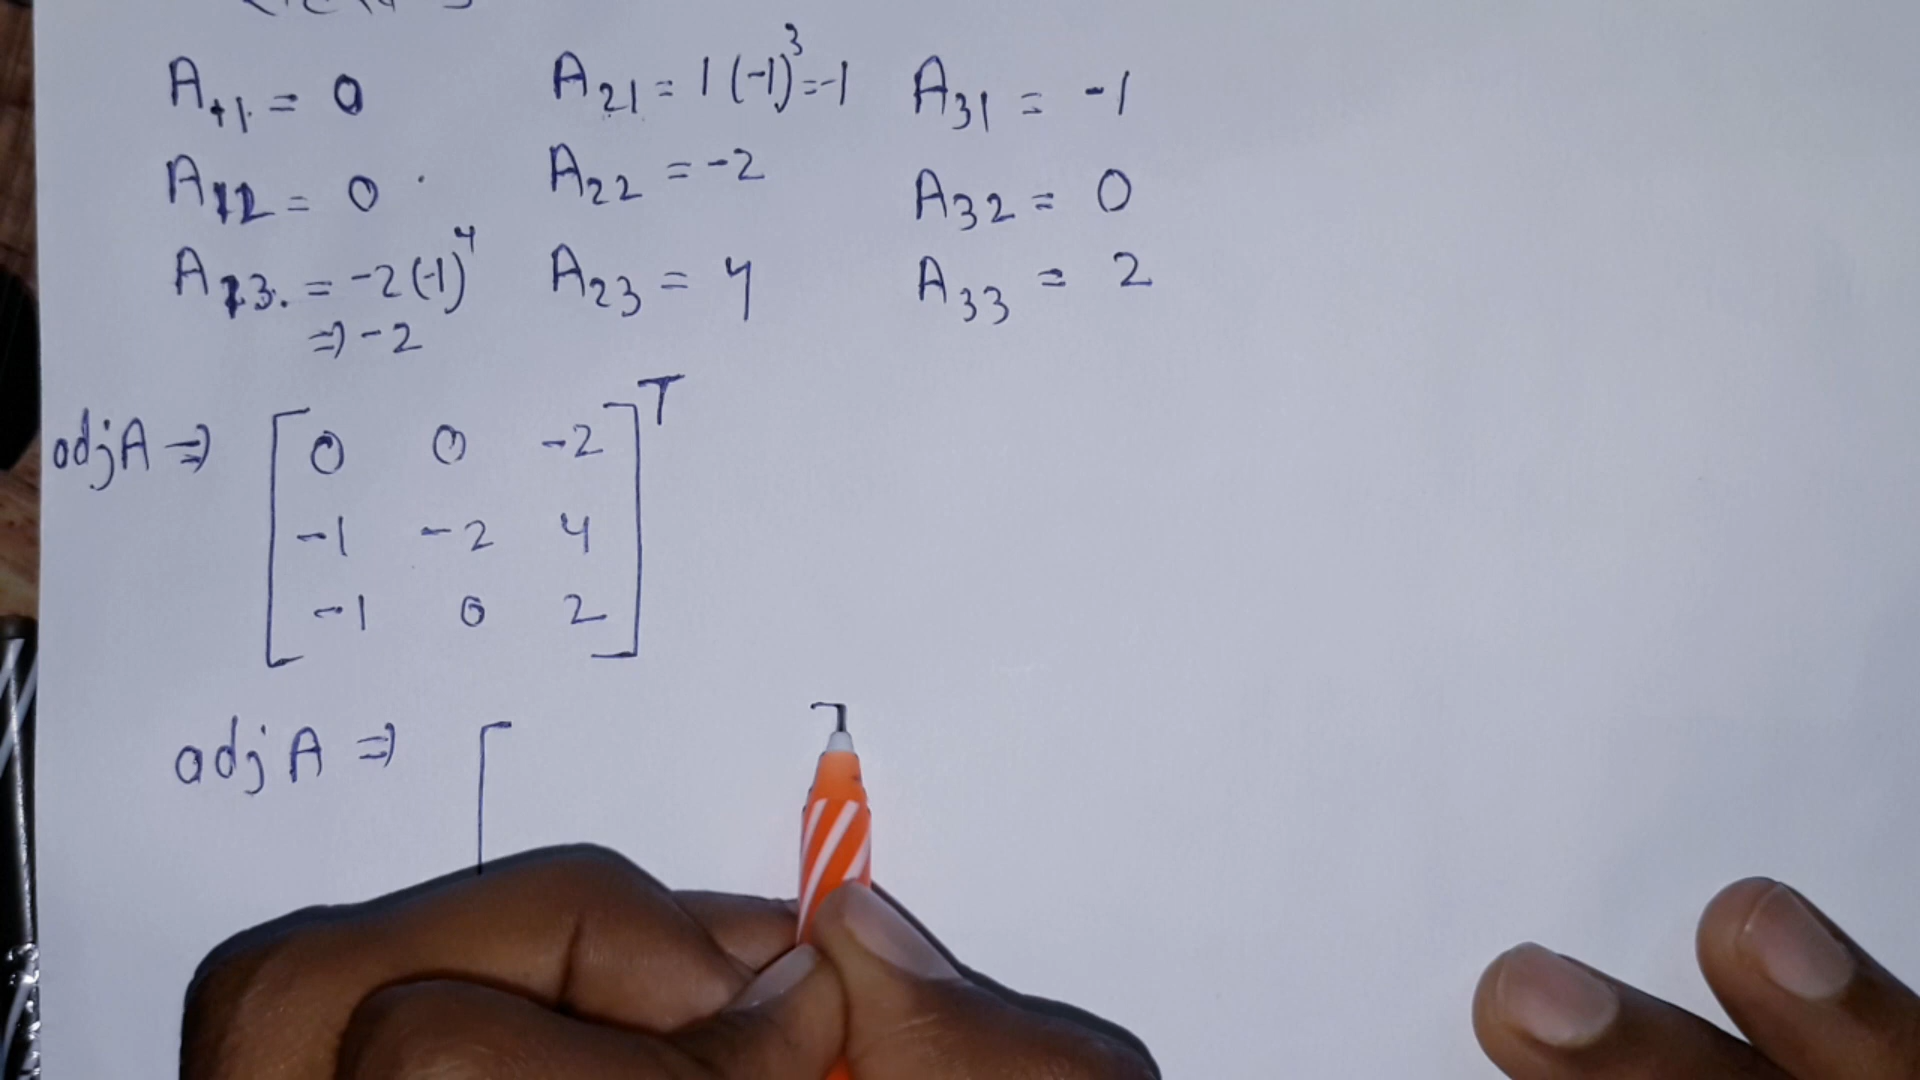 A11 = 0 A21 = 1(-1)^3 = -1 A31 = -1
A12 = 0 A22 = -2 A32 = 0
A13 = -2(-1)^4 A23 = 4 A33 = 2
⇒ -2
adj A ⇒ [ 0 0 -2 ]^T
-1 -2 4
-1 0 2
adj A ⇒ [ ]